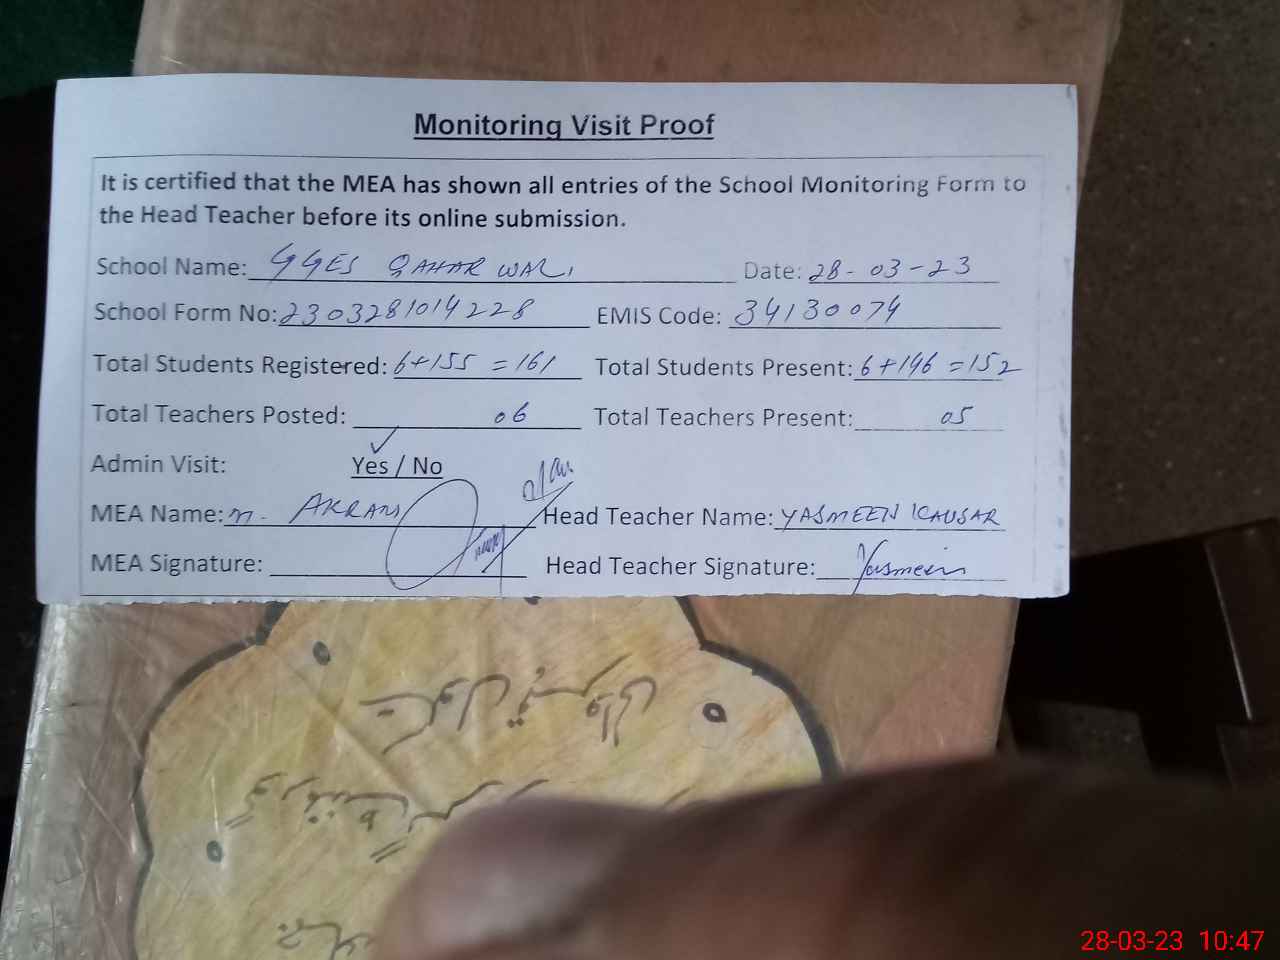 Monitoring Visit Proof
It is certified that the MEA has shown all entries of the School Monitoring Form to
the Head Teacher before its online submission.
School Name: GGES QAHAR WALI Date: 28-03-23
School Form No: 2303281014228 EMIS Code: 34130074
Total Students Registered: 6+155 =161 Total Students Present: 6+146 =152
Total Teachers Posted: 06 Total Teachers Present: 05
Admin Visit: Yes / No
MEA Name: M. AKRAM Head Teacher Name: YASMEEN KAUSAR
MEA Signature: Head Teacher Signature: Yasmeen
28-03-23 10:47